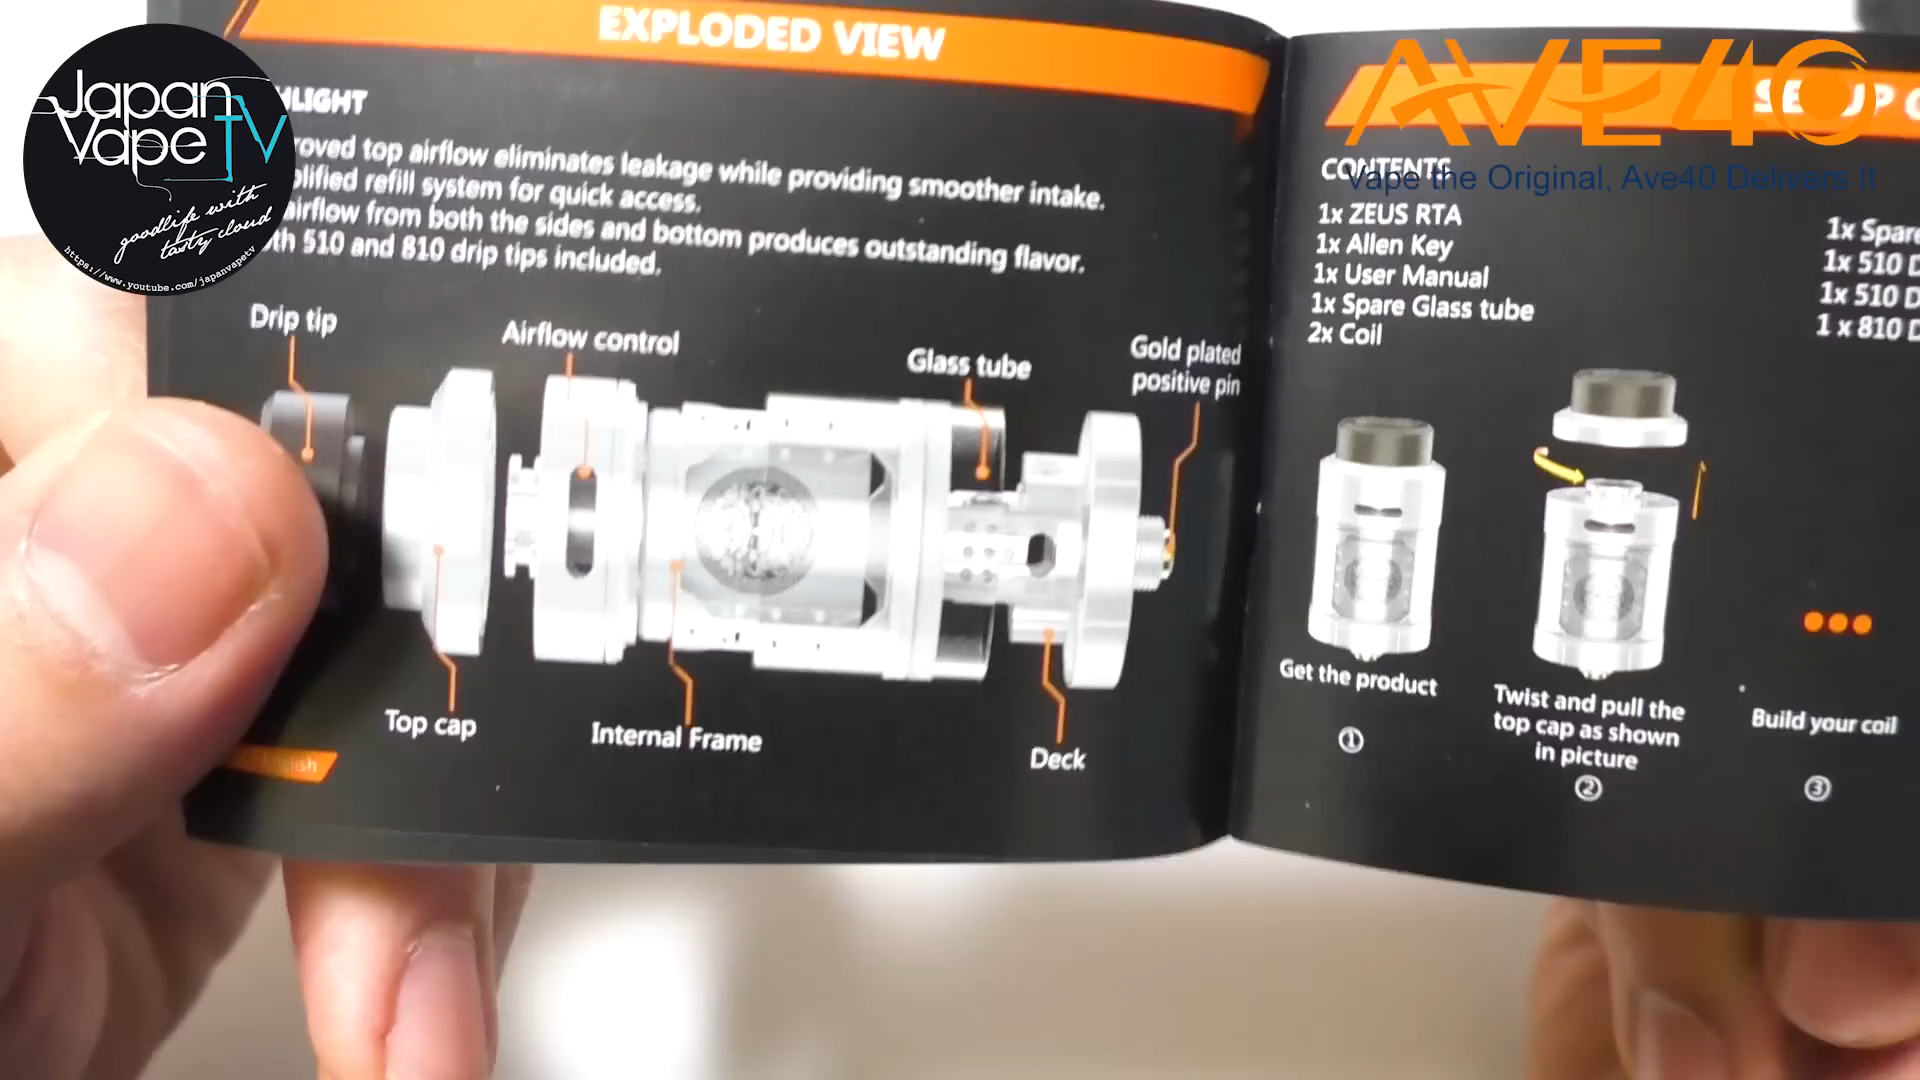 Japan
Vape TV
goodlife with
tasty cloud
https://www.youtube.com/japanvapetv
EXPLODED VIEW
HLIGHT
roved top airflow eliminates leakage while providing smoother intake.
plified refill system for quick access.
airflow from both the sides and bottom produces outstanding flavor.
th 510 and 810 drip tips included.
Drip tip
Airflow control
Glass tube
Gold plated
positive pin
Top cap
Internal Frame
Deck
AVE40
Vape the Original, Ave40 Delivers It
CONTENTS
1x ZEUS RTA
1x Allen Key
1x User Manual
1x Spare Glass tube
2x Coil
1x Spare
1x 510 D
1x 510 D
1 x 810 D
Get the product
①
Twist and pull the
top cap as shown
in picture
②
Build your coil
③